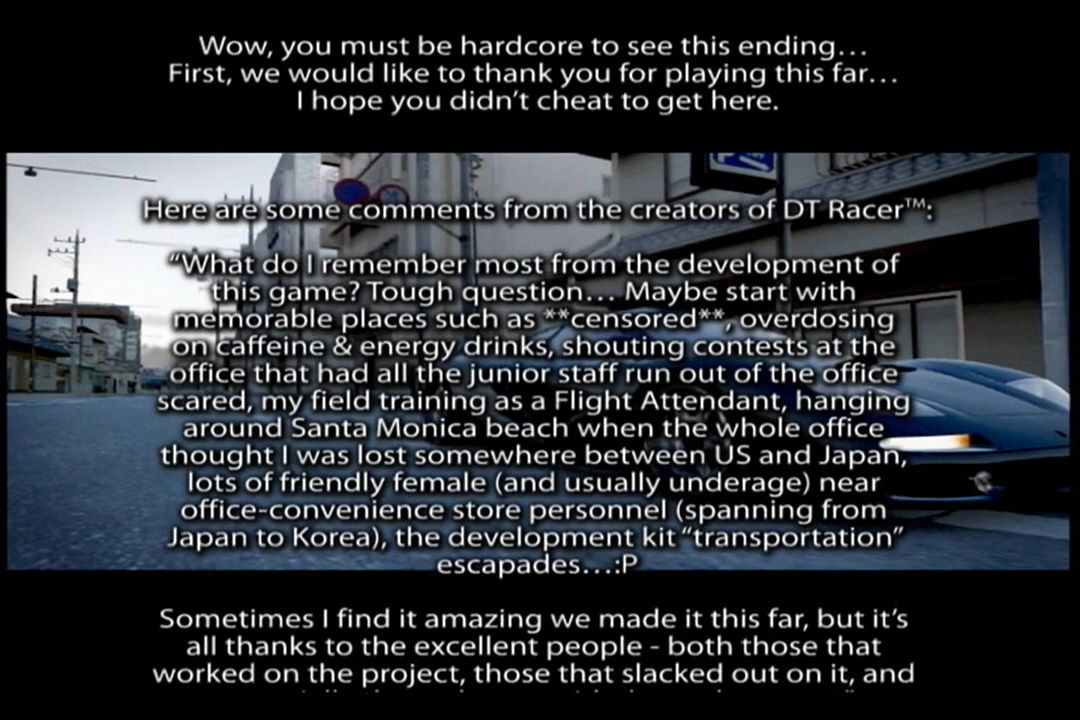 Wow, you must be hardcore to see this ending...
First, we would like to thank you for playing this far...
I hope you didn't cheat to get here.
Here are some comments from the creators of DT Racer™:
“What do I remember most from the development of
this game? Tough question... Maybe start with
memorable places such as **censored**, overdosing
on caffeine & energy drinks, shouting contests at the
office that had all the junior staff run out of the office
scared, my field training as a Flight Attendant, hanging
around Santa Monica beach when the whole office
thought I was lost somewhere between US and Japan,
lots of friendly female (and usually underage) near
office-convenience store personnel (spanning from
Japan to Korea), the development kit “transportation”
escapades...:P
Sometimes I find it amazing we made it this far, but it's
all thanks to the excellent people - both those that
worked on the project, those that slacked out on it, and